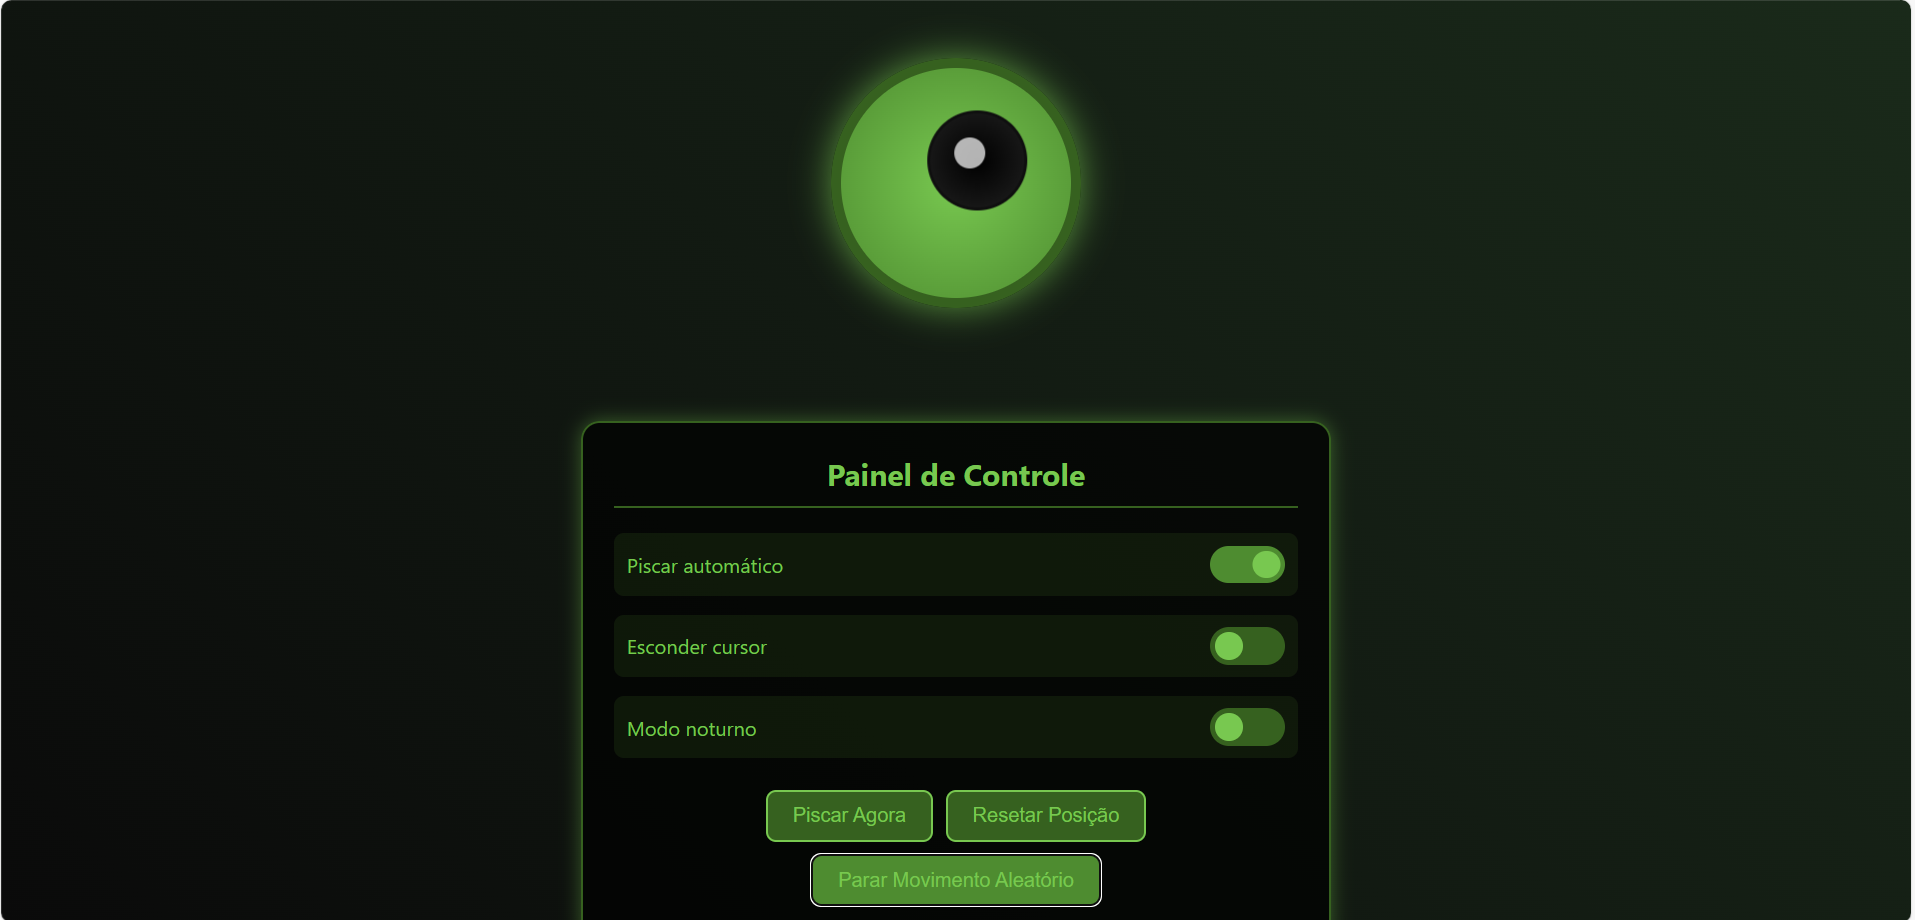 Painel de Controle
Piscar automático
Esconder cursor
Modo noturno
Piscar Agora
Resetar Posição
Parar Movimento Aleatório